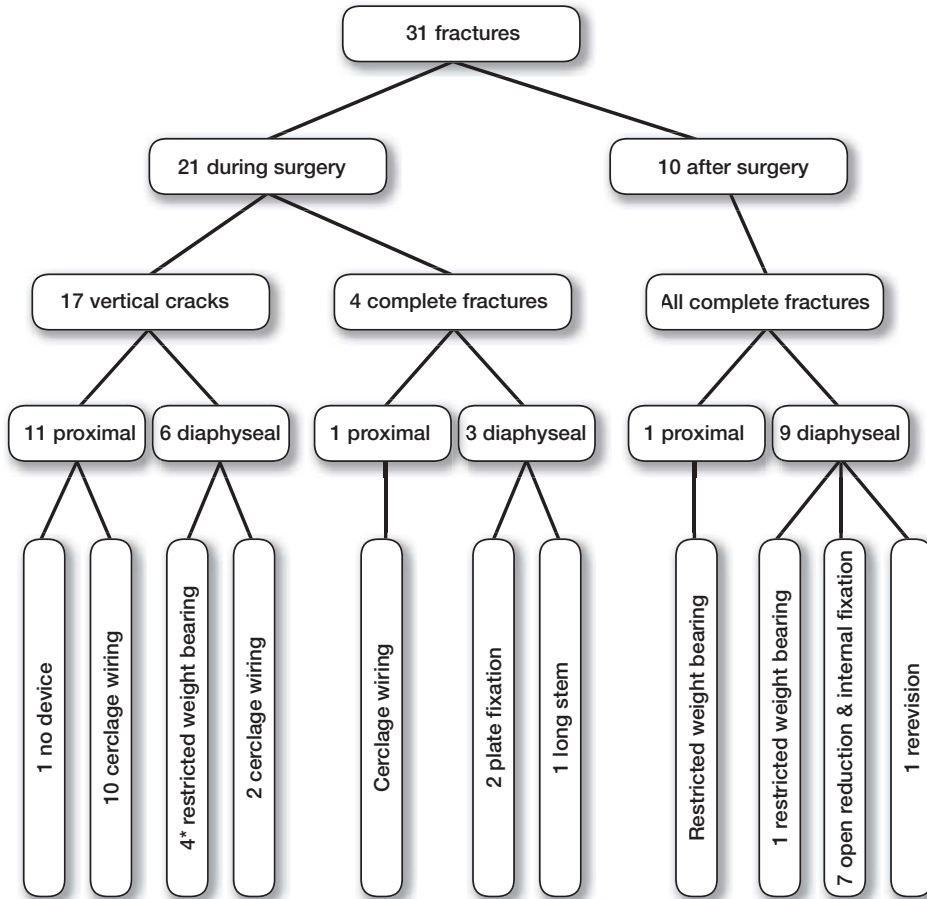 31 fractures
21 during surgery
10 after surgery
17 vertical cracks
4 complete fractures
All complete fractures
11 proximal
6 diaphyseal
1 proximal
3 diaphyseal
1 proximal
9 diaphyseal
1 no device
10 cerclage wiring
4* restricted weight bearing
2 cerclage wiring
Cerclage wiring
2 plate fixation
1 long stem
Restricted weight bearing
1 restricted weight bearing
7 open reduction & internal fixation
1 rerevision